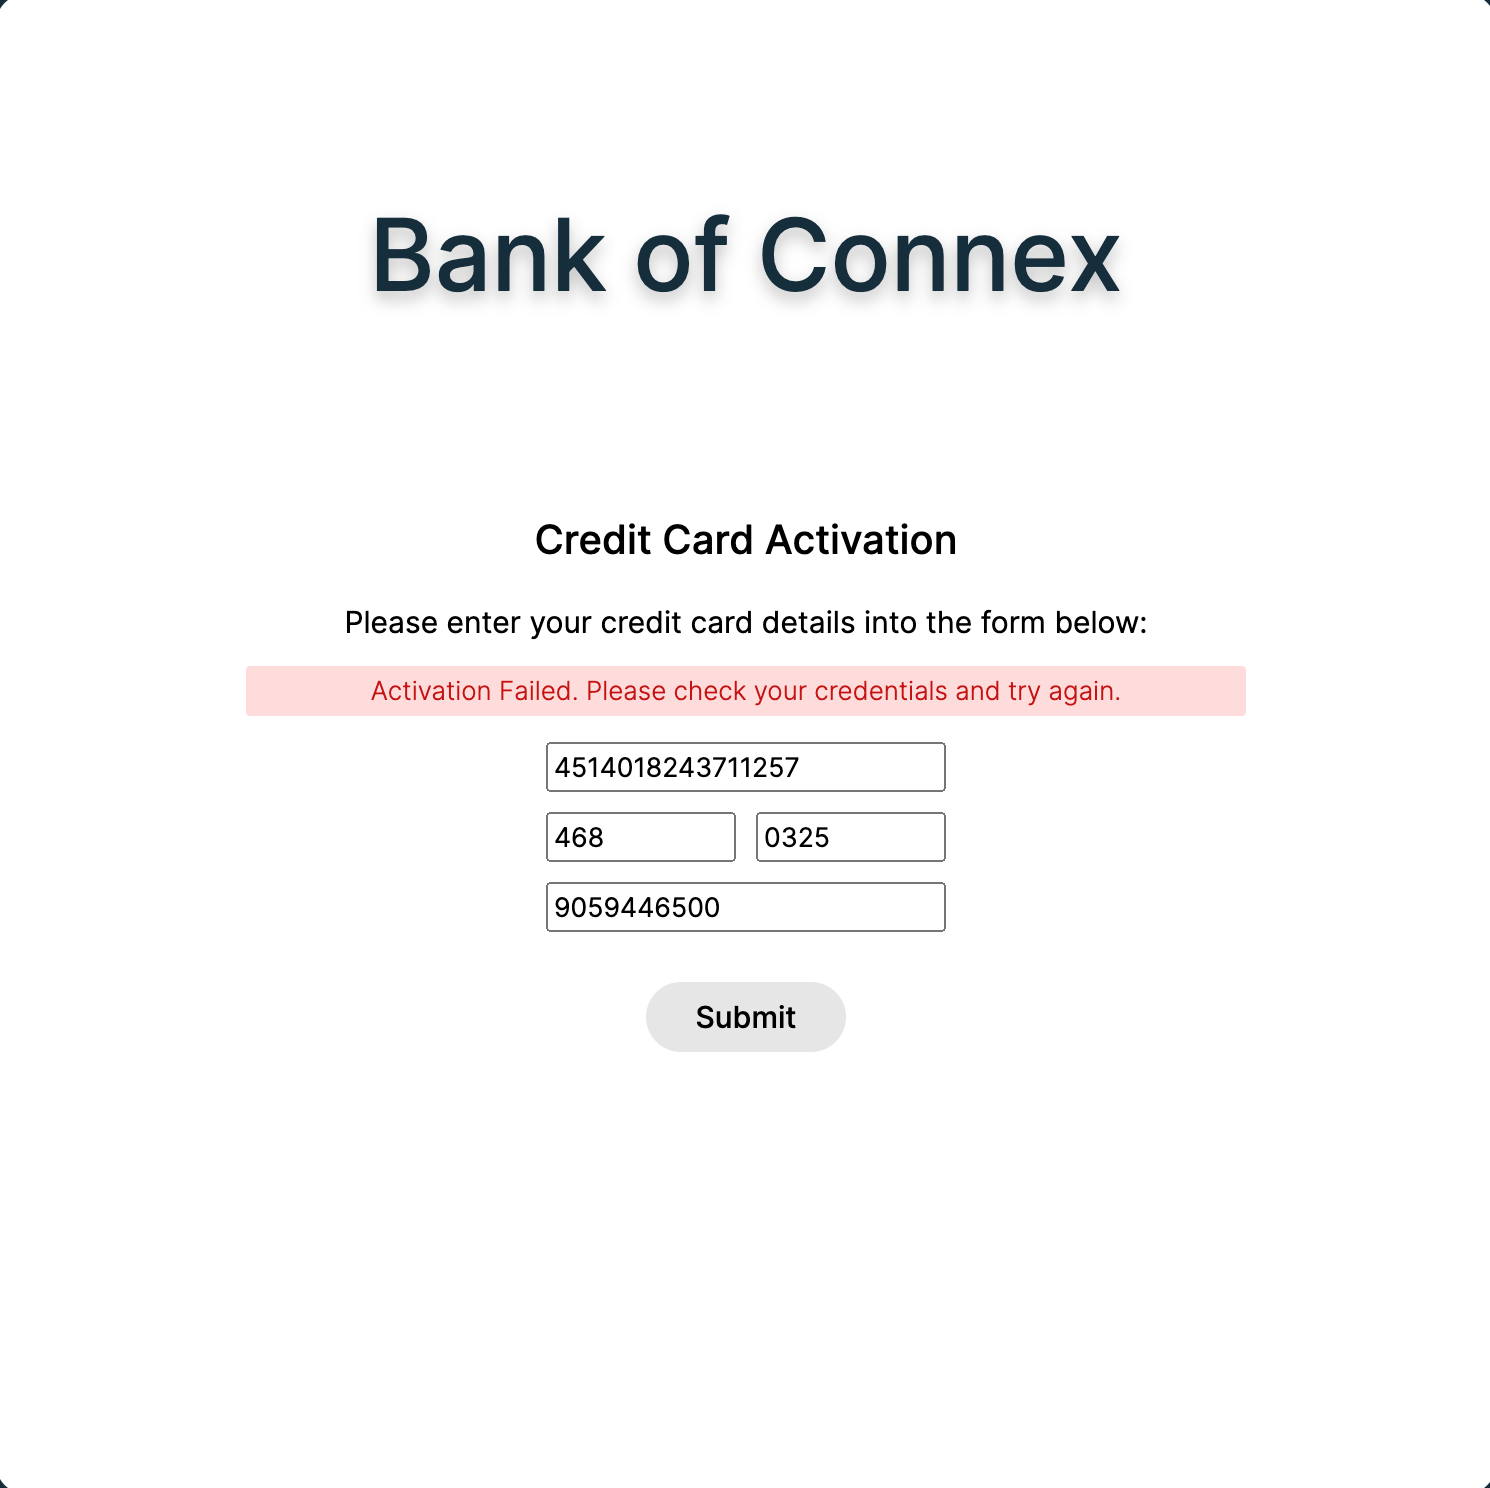 Bank of Connex
Credit Card Activation
Please enter your credit card details into the form below:
Activation Failed. Please check your credentials and try again.
4514018243711257
468 0325
9059446500
Submit